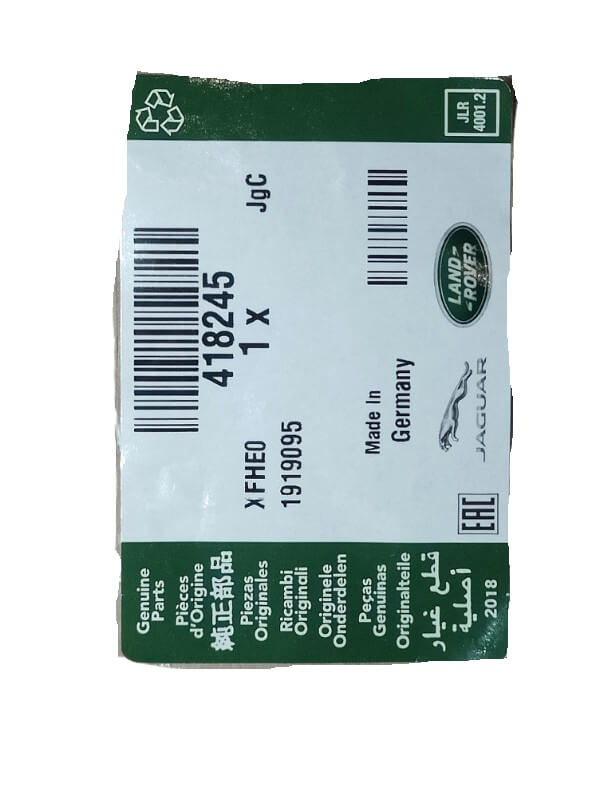 Genuine
Parts
Pièces
d'Origine
純正部品
Piezas
Originales
Ricambi
Originali
Originele
Onderdelen
Peças
Genuínas
Originalteile
قطع غيار
أصلية
2018
418245
1 x
JgC
XFHE0
1919095
Made In
Germany
EAC
JAGUAR
LAND
ROVER
JLR
4001.2